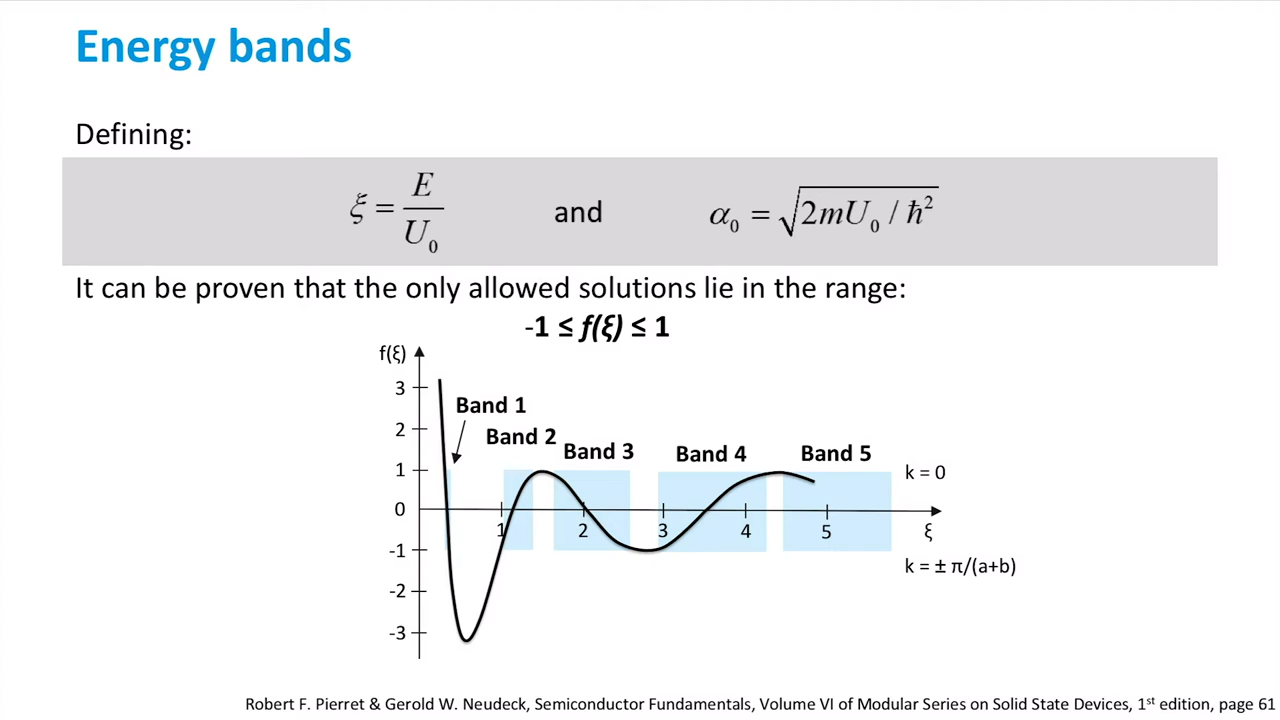 Energy bands
Defining:
ξ = E / U₀ and α₀ = √(2mU₀ / ħ²)
It can be proven that the only allowed solutions lie in the range:
-1 ≤ f(ξ) ≤ 1
f(ξ)
3
Band 1
2
Band 2
Band 3
Band 4
Band 5
1
k = 0
0
1
2
3
4
5
ξ
-1
k = ± π/(a+b)
-2
-3
Robert F. Pierret & Gerold W. Neudeck, Semiconductor Fundamentals, Volume VI of Modular Series on Solid State Devices, 1st edition, page 61